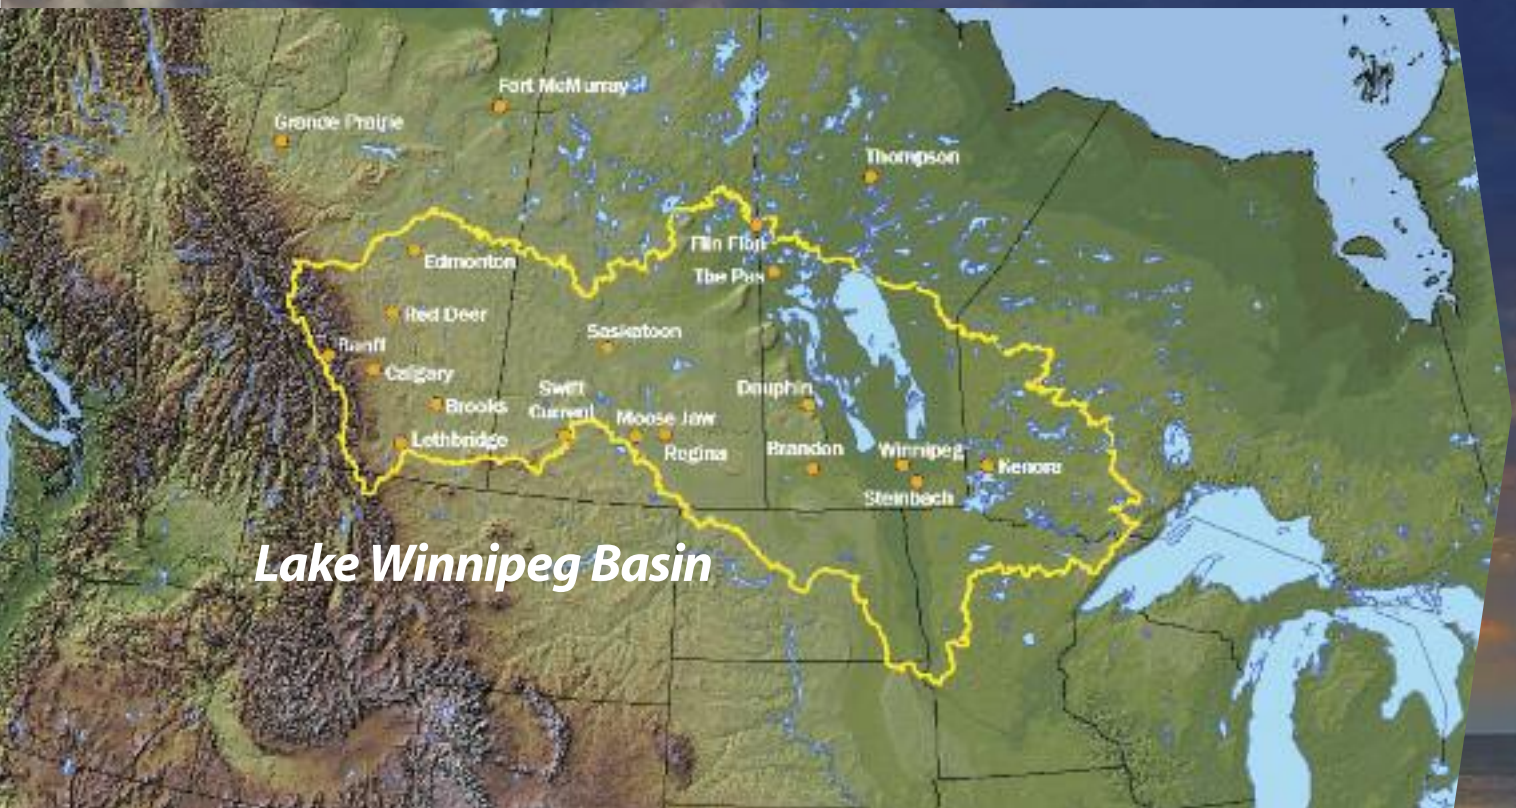 Fort McMurray
Grande Prairie
Thompson
Flin Flon
Edmonton
The Pas
Red Deer
Saskatoon
Banff
Calgary
Swift
Current
Dauphin
Brooks
Moose Jaw
Lethbridge
Regina
Brandon
Winnipeg
Kenora
Steinbach
Lake Winnipeg Basin